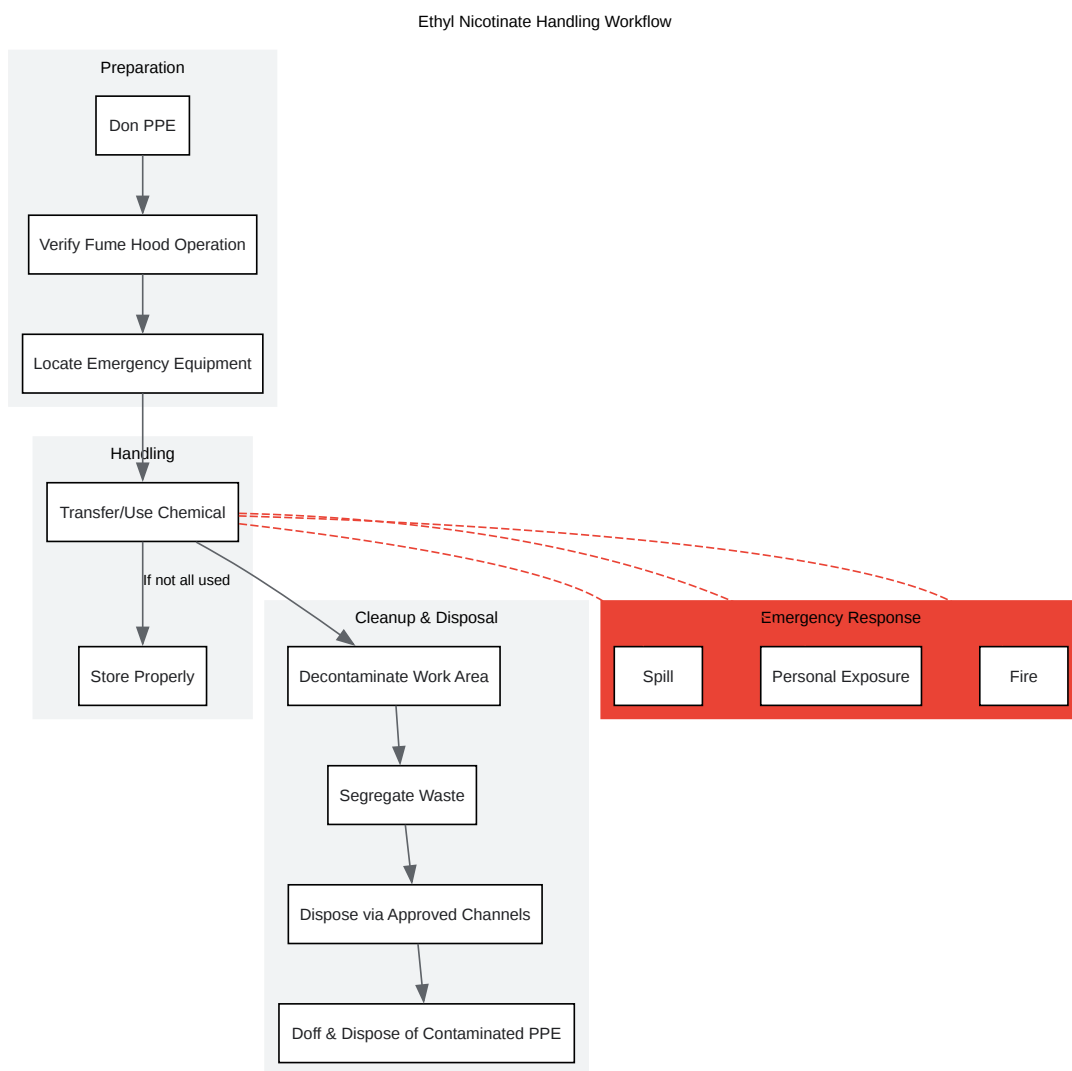 Ethyl Nicotinate Handling Workflow
Preparation
Don PPE
Verify Fume Hood Operation
Locate Emergency Equipment
Handling
Transfer/Use Chemical
If not all used
Store Properly
Cleanup & Disposal
Decontaminate Work Area
Segregate Waste
Dispose via Approved Channels
Doff & Dispose of Contaminated PPE
Emergency Response
Spill
Personal Exposure
Fire